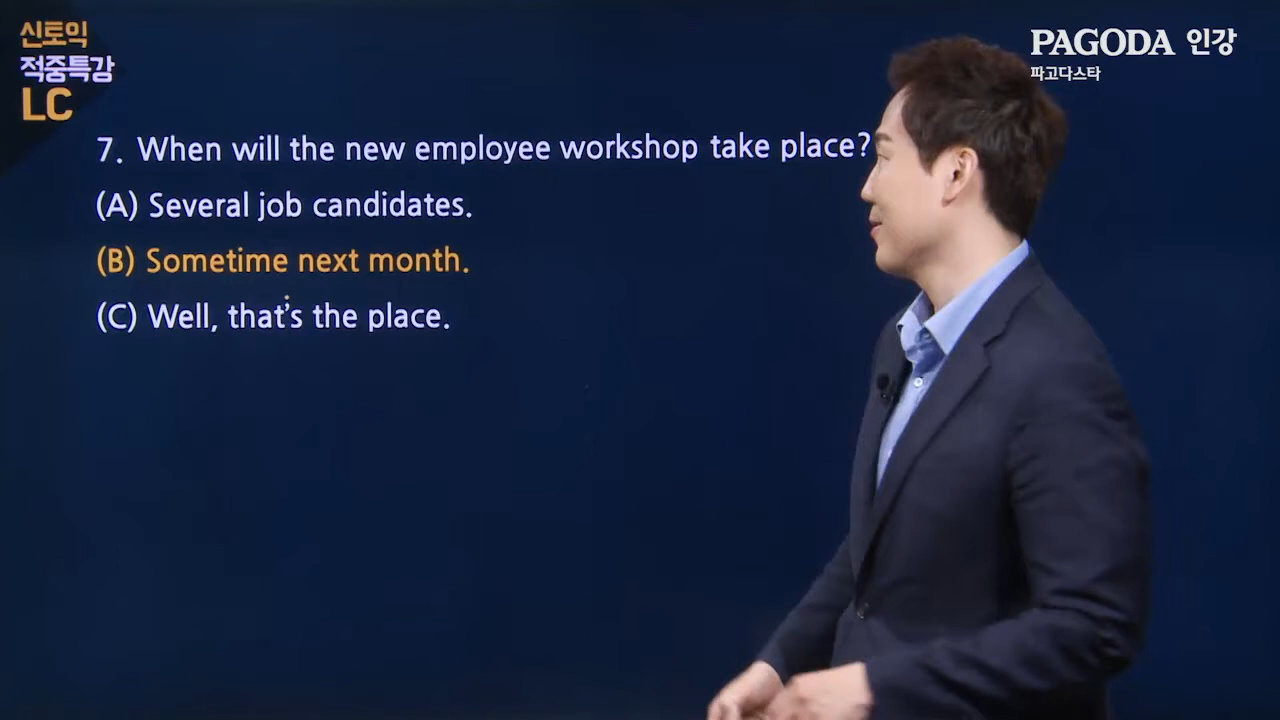 신토익
적중특강
LC
PAGODA 인강
파고다스타
7. When will the new employee workshop take place?
(A) Several job candidates.
(B) Sometime next month.
(C) Well, that's the place.